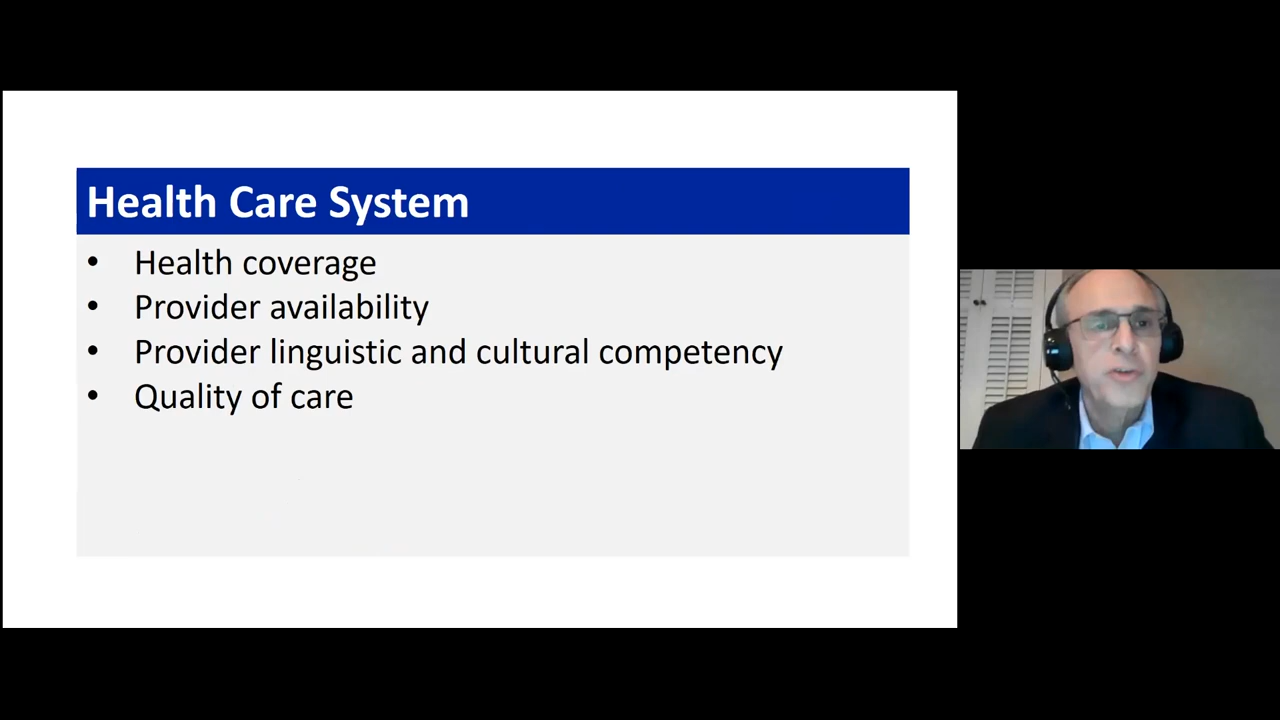 Health Care System
• Health coverage
• Provider availability
• Provider linguistic and cultural competency
• Quality of care